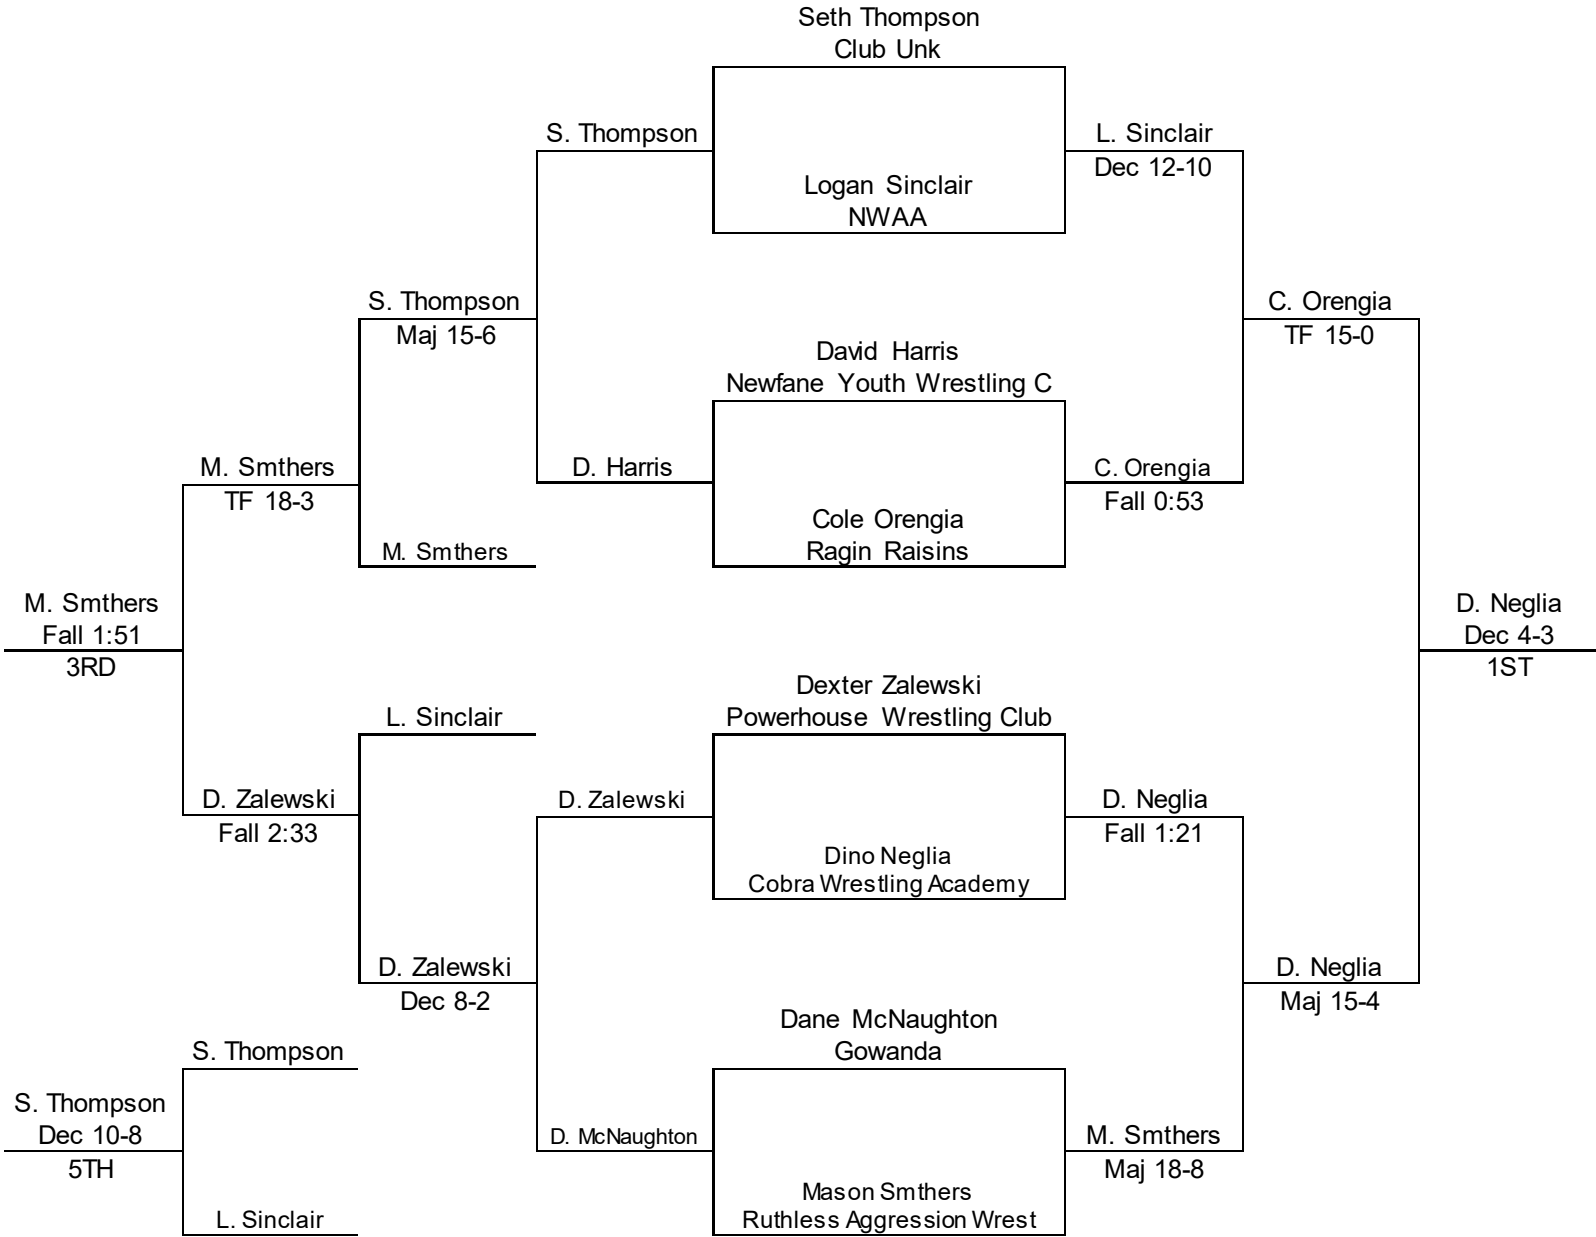 Seth Thompson
Club Unk
S. Thompson
L. Sinclair
Dec 12-10
Logan Sinclair
NWAA
S. Thompson
Maj 15-6
C. Orengia
TF 15-0
David Harris
Newfane Youth Wrestling C
M. Smthers
TF 18-3
D. Harris
C. Orengia
Fall 0:53
Cole Orengia
Ragin Raisins
M. Smthers
M. Smthers
Fall 1:51
3RD
D. Neglia
Dec 4-3
1ST
Dexter Zalewski
Powerhouse Wrestling Club
L. Sinclair
D. Zalewski
Fall 2:33
D. Zalewski
D. Neglia
Fall 1:21
Dino Neglia
Cobra Wrestling Academy
D. Zalewski
Dec 8-2
D. Neglia
Maj 15-4
Dane McNaughton
Gowanda
S. Thompson
S. Thompson
Dec 10-8
5TH
D. McNaughton
M. Smthers
Maj 18-8
Mason Smthers
Ruthless Aggression Wrest
L. Sinclair